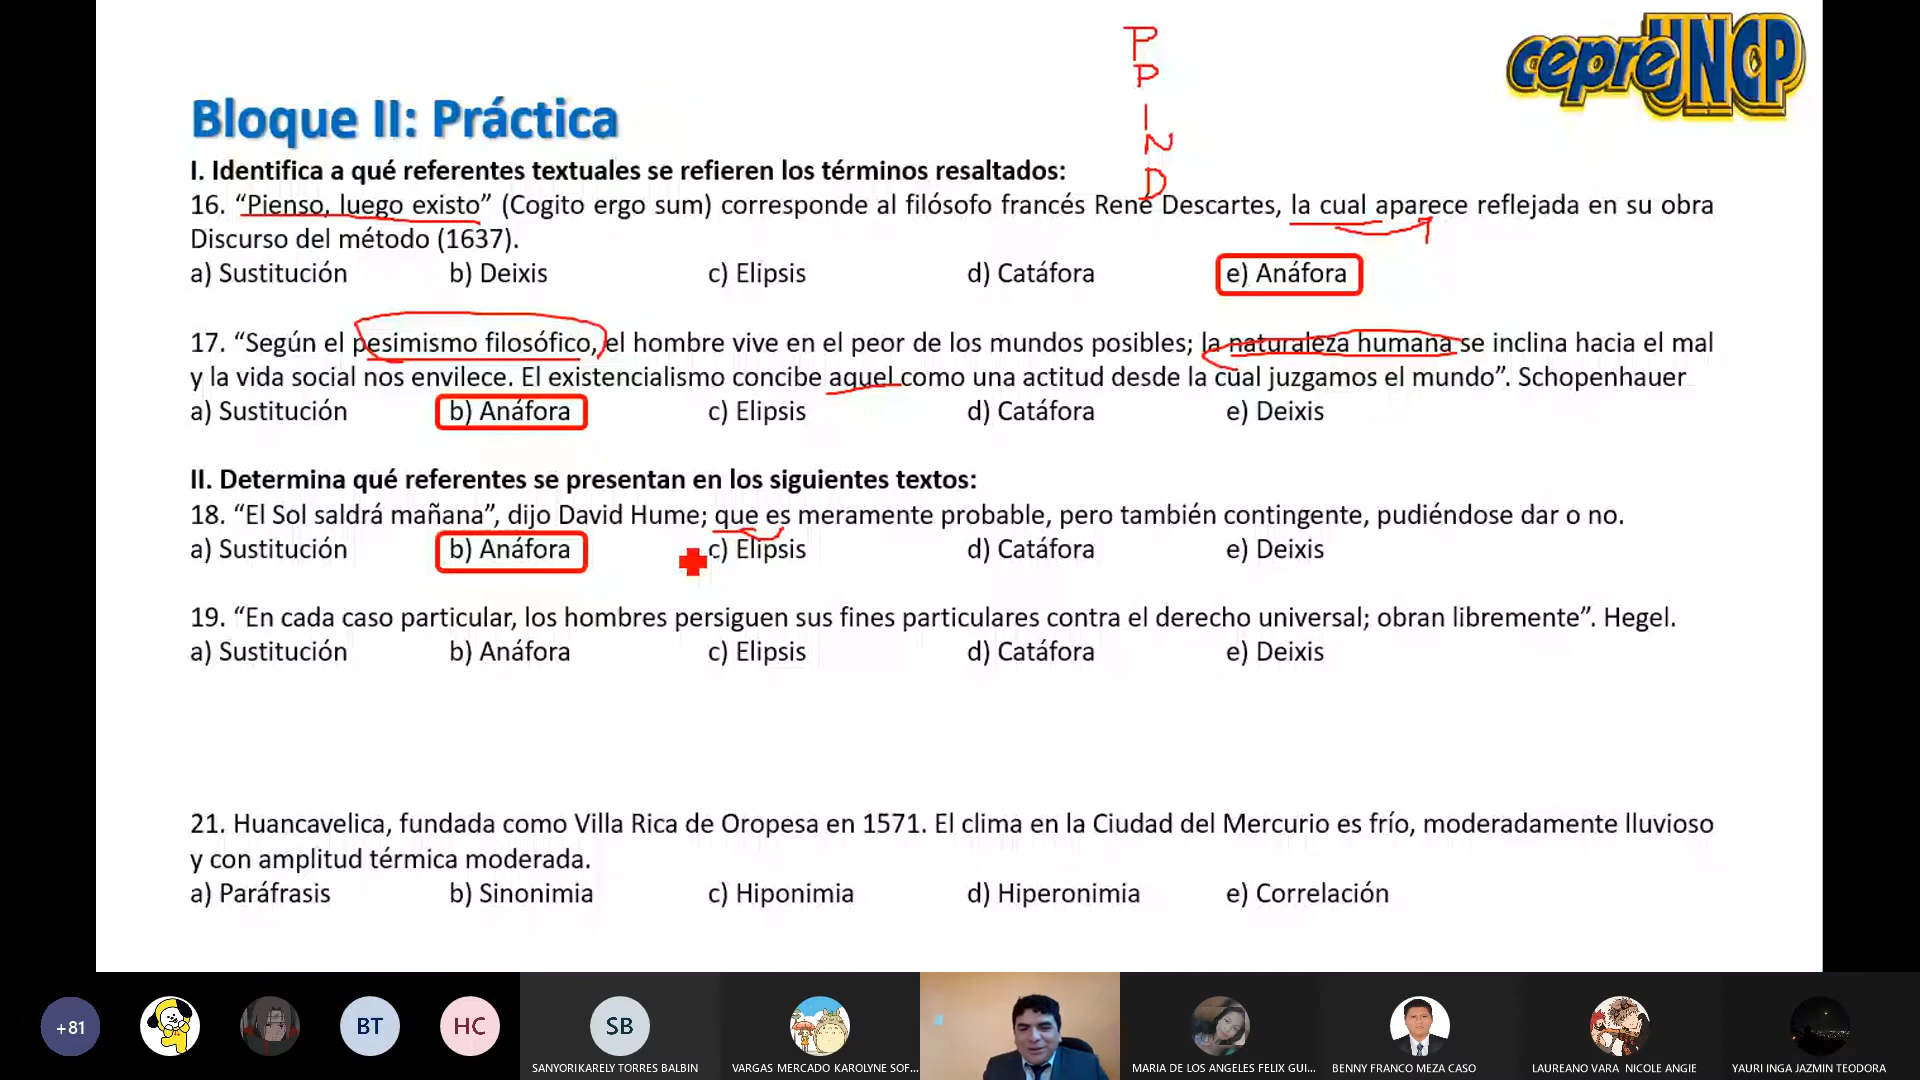 P
P
I
N
D
cepreUNCP
Bloque II: Práctica
I. Identifica a qué referentes textuales se refieren los términos resaltados:
16. “Pienso, luego existo” (Cogito ergo sum) corresponde al filósofo francés René Descartes, la cual aparece reflejada en su obra
Discurso del método (1637).
a) Sustitución b) Deixis c) Elipsis d) Catáfora e) Anáfora
17. “Según el pesimismo filosófico, el hombre vive en el peor de los mundos posibles; la naturaleza humana se inclina hacia el mal
y la vida social nos envilece. El existencialismo concibe aquel como una actitud desde la cual juzgamos el mundo”. Schopenhauer
a) Sustitución b) Anáfora c) Elipsis d) Catáfora e) Deixis
II. Determina qué referentes se presentan en los siguientes textos:
18. “El Sol saldrá mañana”, dijo David Hume; que es meramente probable, pero también contingente, pudiéndose dar o no.
a) Sustitución b) Anáfora c) Elipsis d) Catáfora e) Deixis
19. “En cada caso particular, los hombres persiguen sus fines particulares contra el derecho universal; obran libremente”. Hegel.
a) Sustitución b) Anáfora c) Elipsis d) Catáfora e) Deixis
21. Huancavelica, fundada como Villa Rica de Oropesa en 1571. El clima en la Ciudad del Mercurio es frío, moderadamente lluvioso
y con amplitud térmica moderada.
a) Paráfrasis b) Sinonimia c) Hiponimia d) Hiperonimia e) Correlación
+81 BT HC SB
SANYORIKARELY TORRES BALBIN VARGAS MERCADO KAROLYNE SOF... MARIA DE LOS ANGELES FELIX GUI... BENNY FRANCO MEZA CASO LAUREANO VARA NICOLE ANGIE YAURI INGA JAZMIN TEODORA